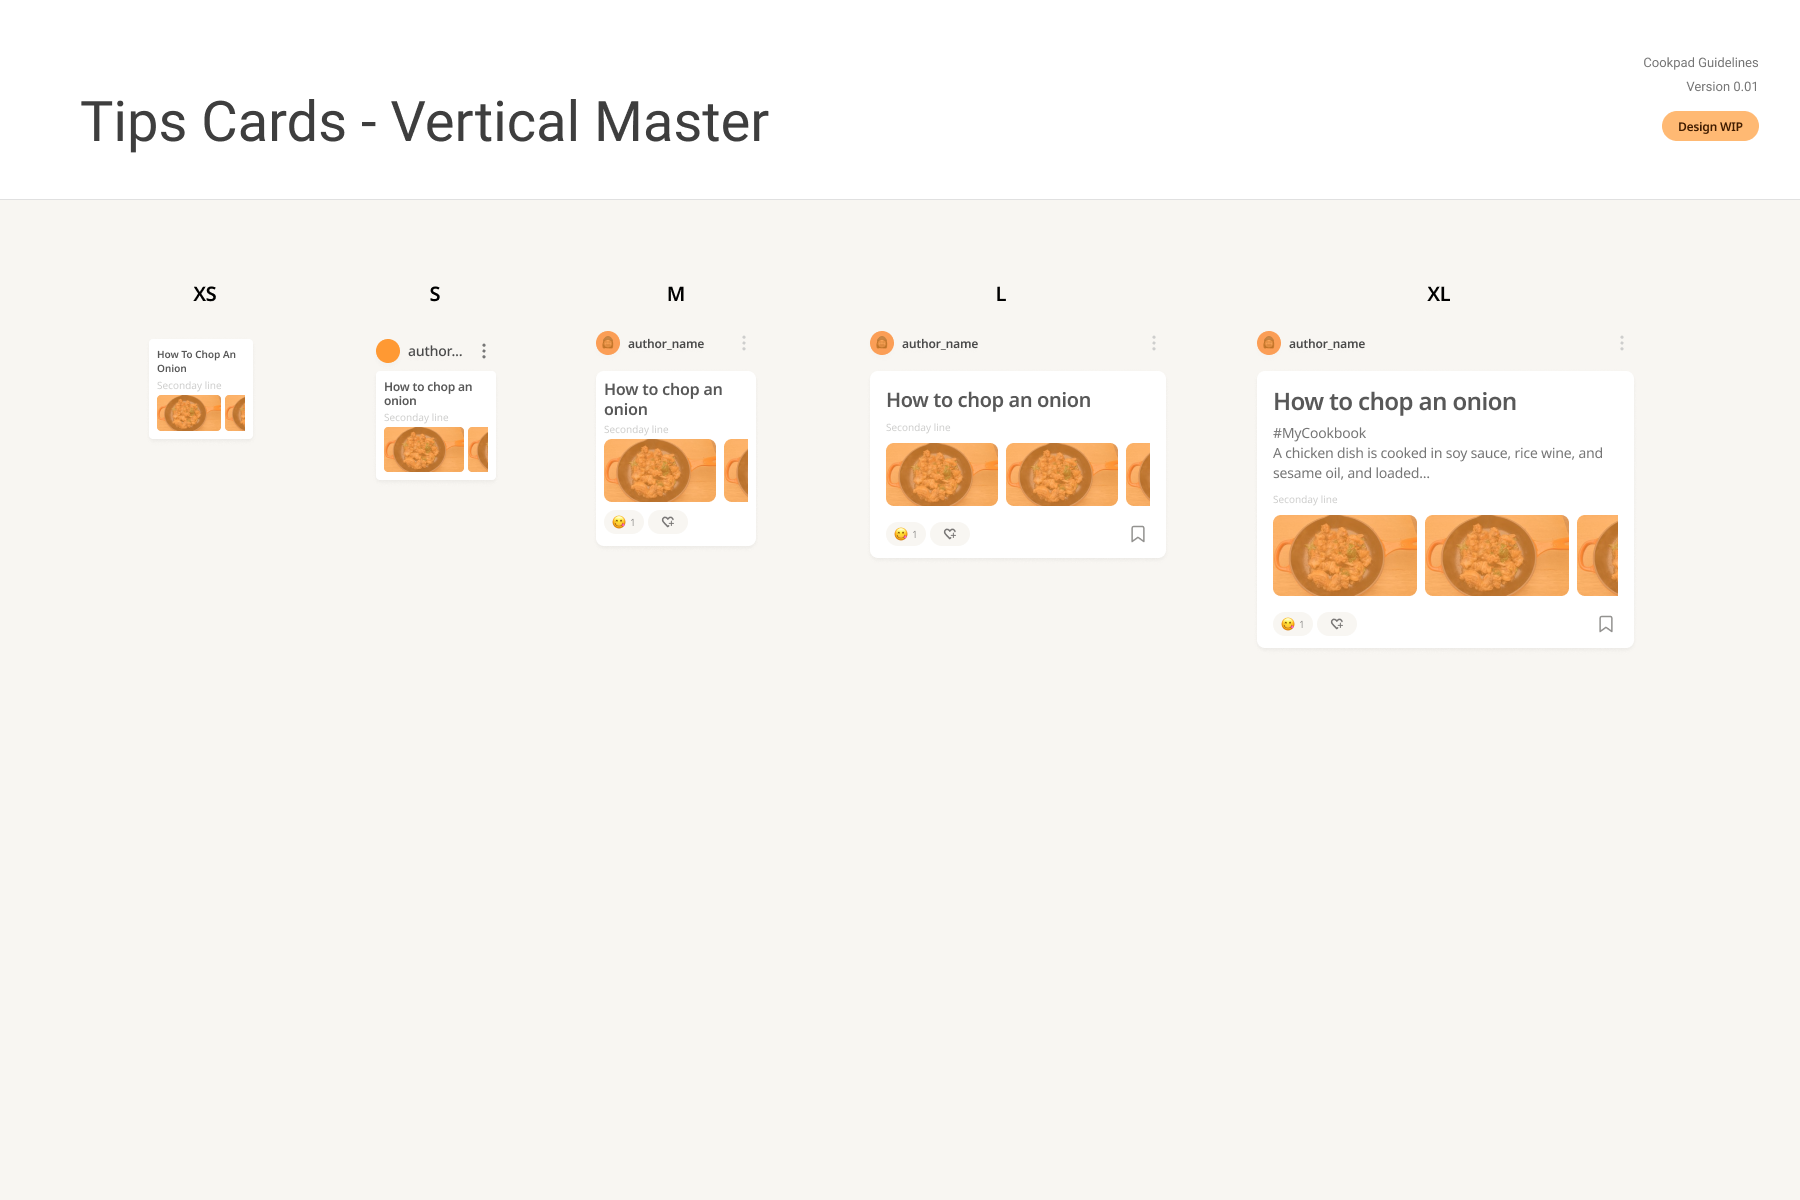 Cookpad Guidelines
Version 0.01
Design WIP
Tips Cards - Vertical Master
XS
How To Chop An
Onion
Seconday line
S
author...
How to chop an
onion
Seconday line
M
author_name
How to chop an
onion
Seconday line
1
L
author_name
How to chop an onion
Seconday line
1
XL
author_name
How to chop an onion
#MyCookbook
A chicken dish is cooked in soy sauce, rice wine, and
sesame oil, and loaded...
Seconday line
1